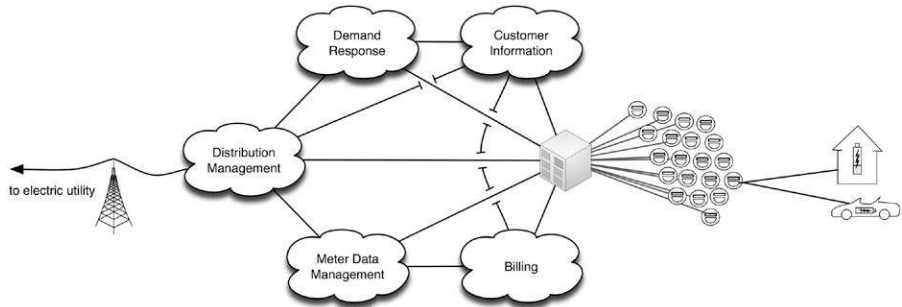 Demand
Response
Customer
Information
Distribution
Management
to electric utility
Meter Data
Management
Billing